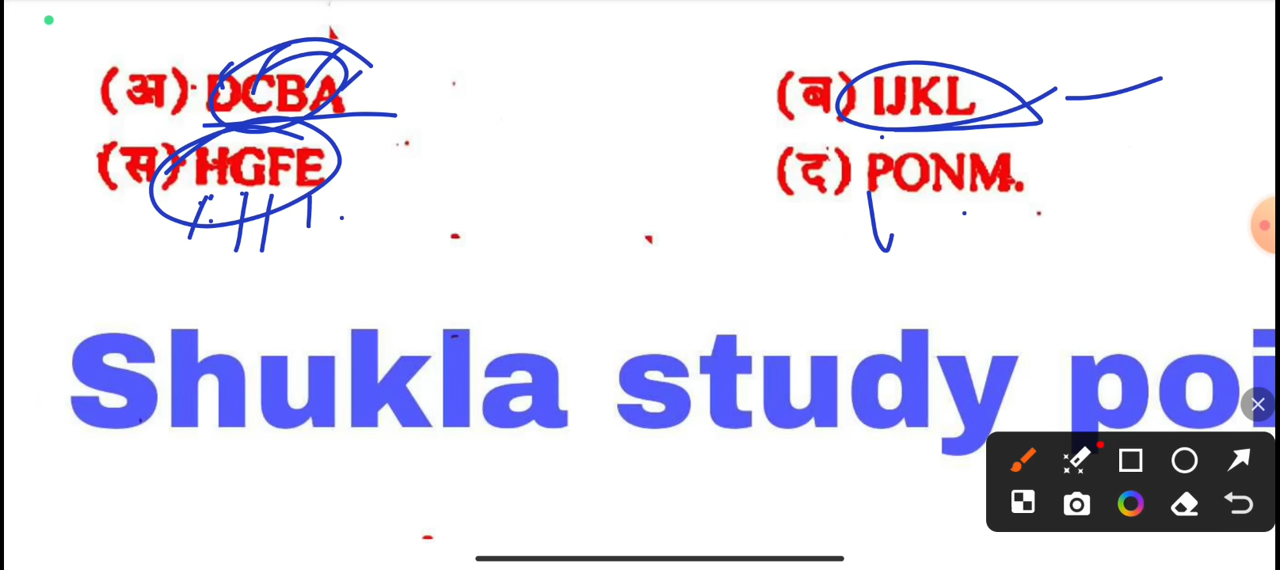 (अ) DCBA (ब) IJKL
(स) HGFE (द) PONM.
Shukla study poi